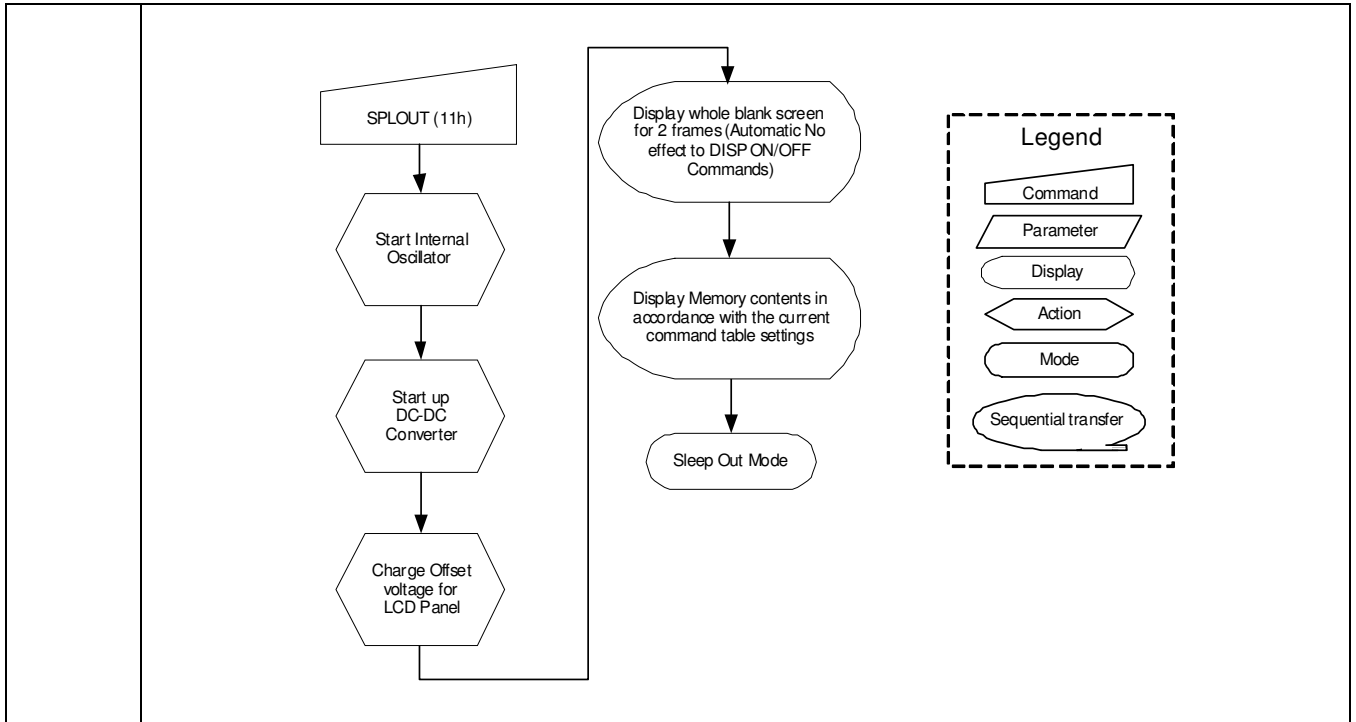 SPLOUT (11h)
Start Internal
Oscillator
Start up
DC-DC
Converter
Charge Offset
voltage for
LCD Panel
Display whole blank screen
for 2 frames (Automatic No
effect to DISP ON/OFF
Commands)
Display Memory contents in
accordance with the current
command table settings
Sleep Out Mode
Legend
Command
Parameter
Display
Action
Mode
Sequential transfer